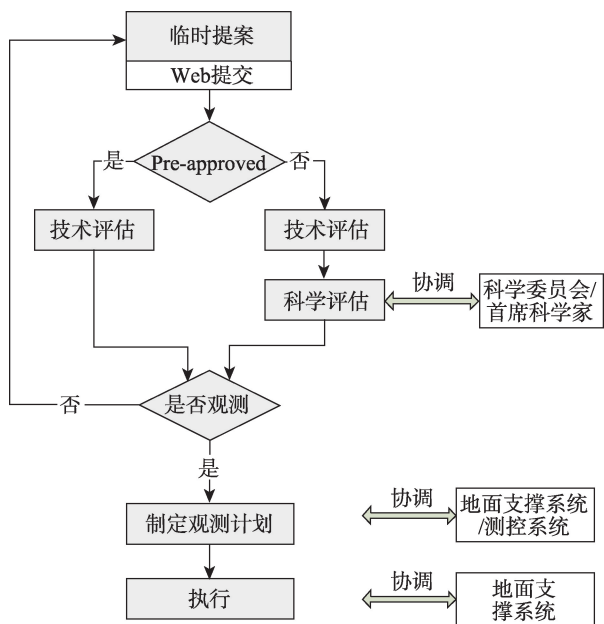 临时提案
Web提交
Pre-approved
是
否
技术评估
技术评估
科学评估
协调
科学委员会/
首席科学家
是否观测
否
是
制定观测计划
协调
地面支撑系统
/测控系统
执行
协调
地面支
撑系统